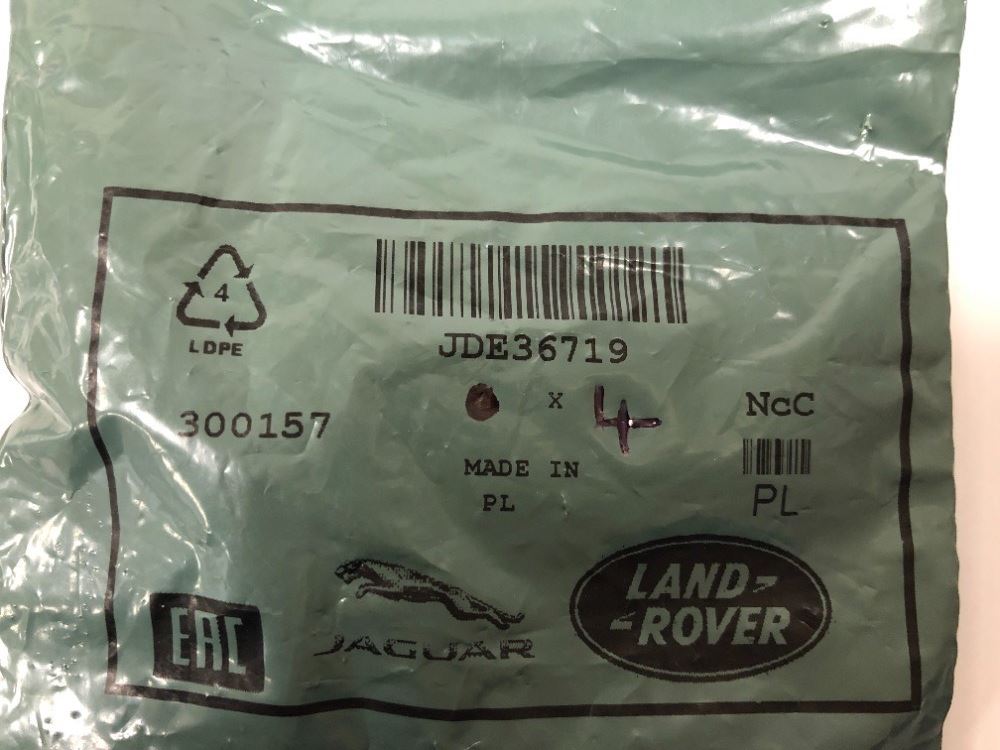 4
LDPE
JDE36719
300157
x 4
NcC
MADE IN
PL
PL
EAC
JAGUAR
LAND-
-ROVER